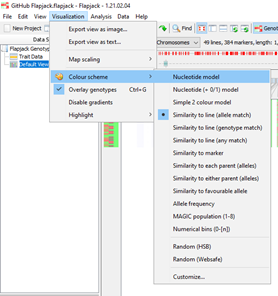 GitHub Flapjack.flapjack - 1.21.02.04
File Edit View Visualization Analysis Data Help
New Project
Find
Data S
Chromosomes
49 lines, 384 markers, length: 1,
Flapjack Genotyp
Trait Data
Default View
Export view as image...
Export view as text...
Map scaling
Colour scheme
Overlay genotypes Ctrl+G
Disable gradients
Highlight
Nucleotide model
Nucleotide (+ 0/1) model
Simple 2 colour model
Similarity to line (allele match)
Similarity to line (genotype match)
Similarity to line (any match)
Similarity to marker
Similarity to each parent (alleles)
Similarity to either parent (alleles)
Similarity to favourable allele
Allele frequency
MAGIC population (1-8)
Numerical bins (0-[n])
Random (HSB)
Random (Websafe)
Customize...